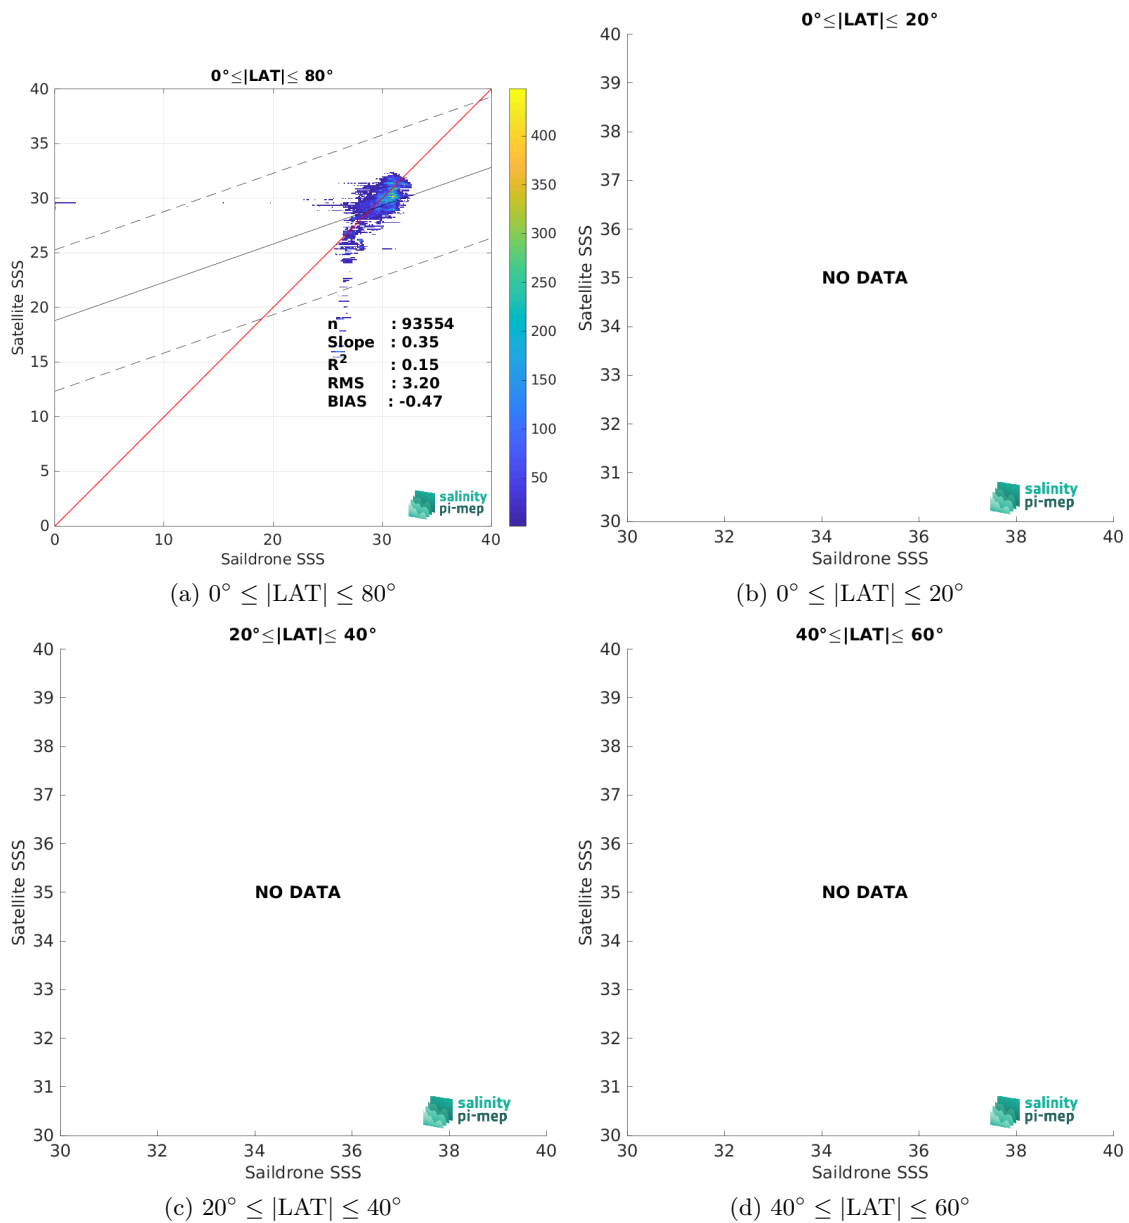 0°≤|LAT|≤ 80°
40
35
30
25
20
15
10
5
0
Satellite SSS
0
10
20
30
40
Saildrone SSS
400
350
300
250
200
150
100
50
n : 93554
Slope : 0.35
R² : 0.15
RMS : 3.20
BIAS : -0.47
salinity
pi-mep
(a) 0° ≤ |LAT| ≤ 80°
0°≤|LAT|≤ 20°
40
39
38
37
36
35
34
33
32
31
30
Satellite SSS
NO DATA
salinity
pi-mep
30
32
34
36
38
40
Saildrone SSS
(b) 0° ≤ |LAT| ≤ 20°
20°≤|LAT|≤ 40°
40
39
38
37
36
35
34
33
32
31
30
Satellite SSS
NO DATA
salinity
pi-mep
30
32
34
36
38
40
Saildrone SSS
(c) 20° ≤ |LAT| ≤ 40°
40°≤|LAT|≤ 60°
40
39
38
37
36
35
34
33
32
31
30
Satellite SSS
NO DATA
salinity
pi-mep
30
32
34
36
38
40
Saildrone SSS
(d) 40° ≤ |LAT| ≤ 60°